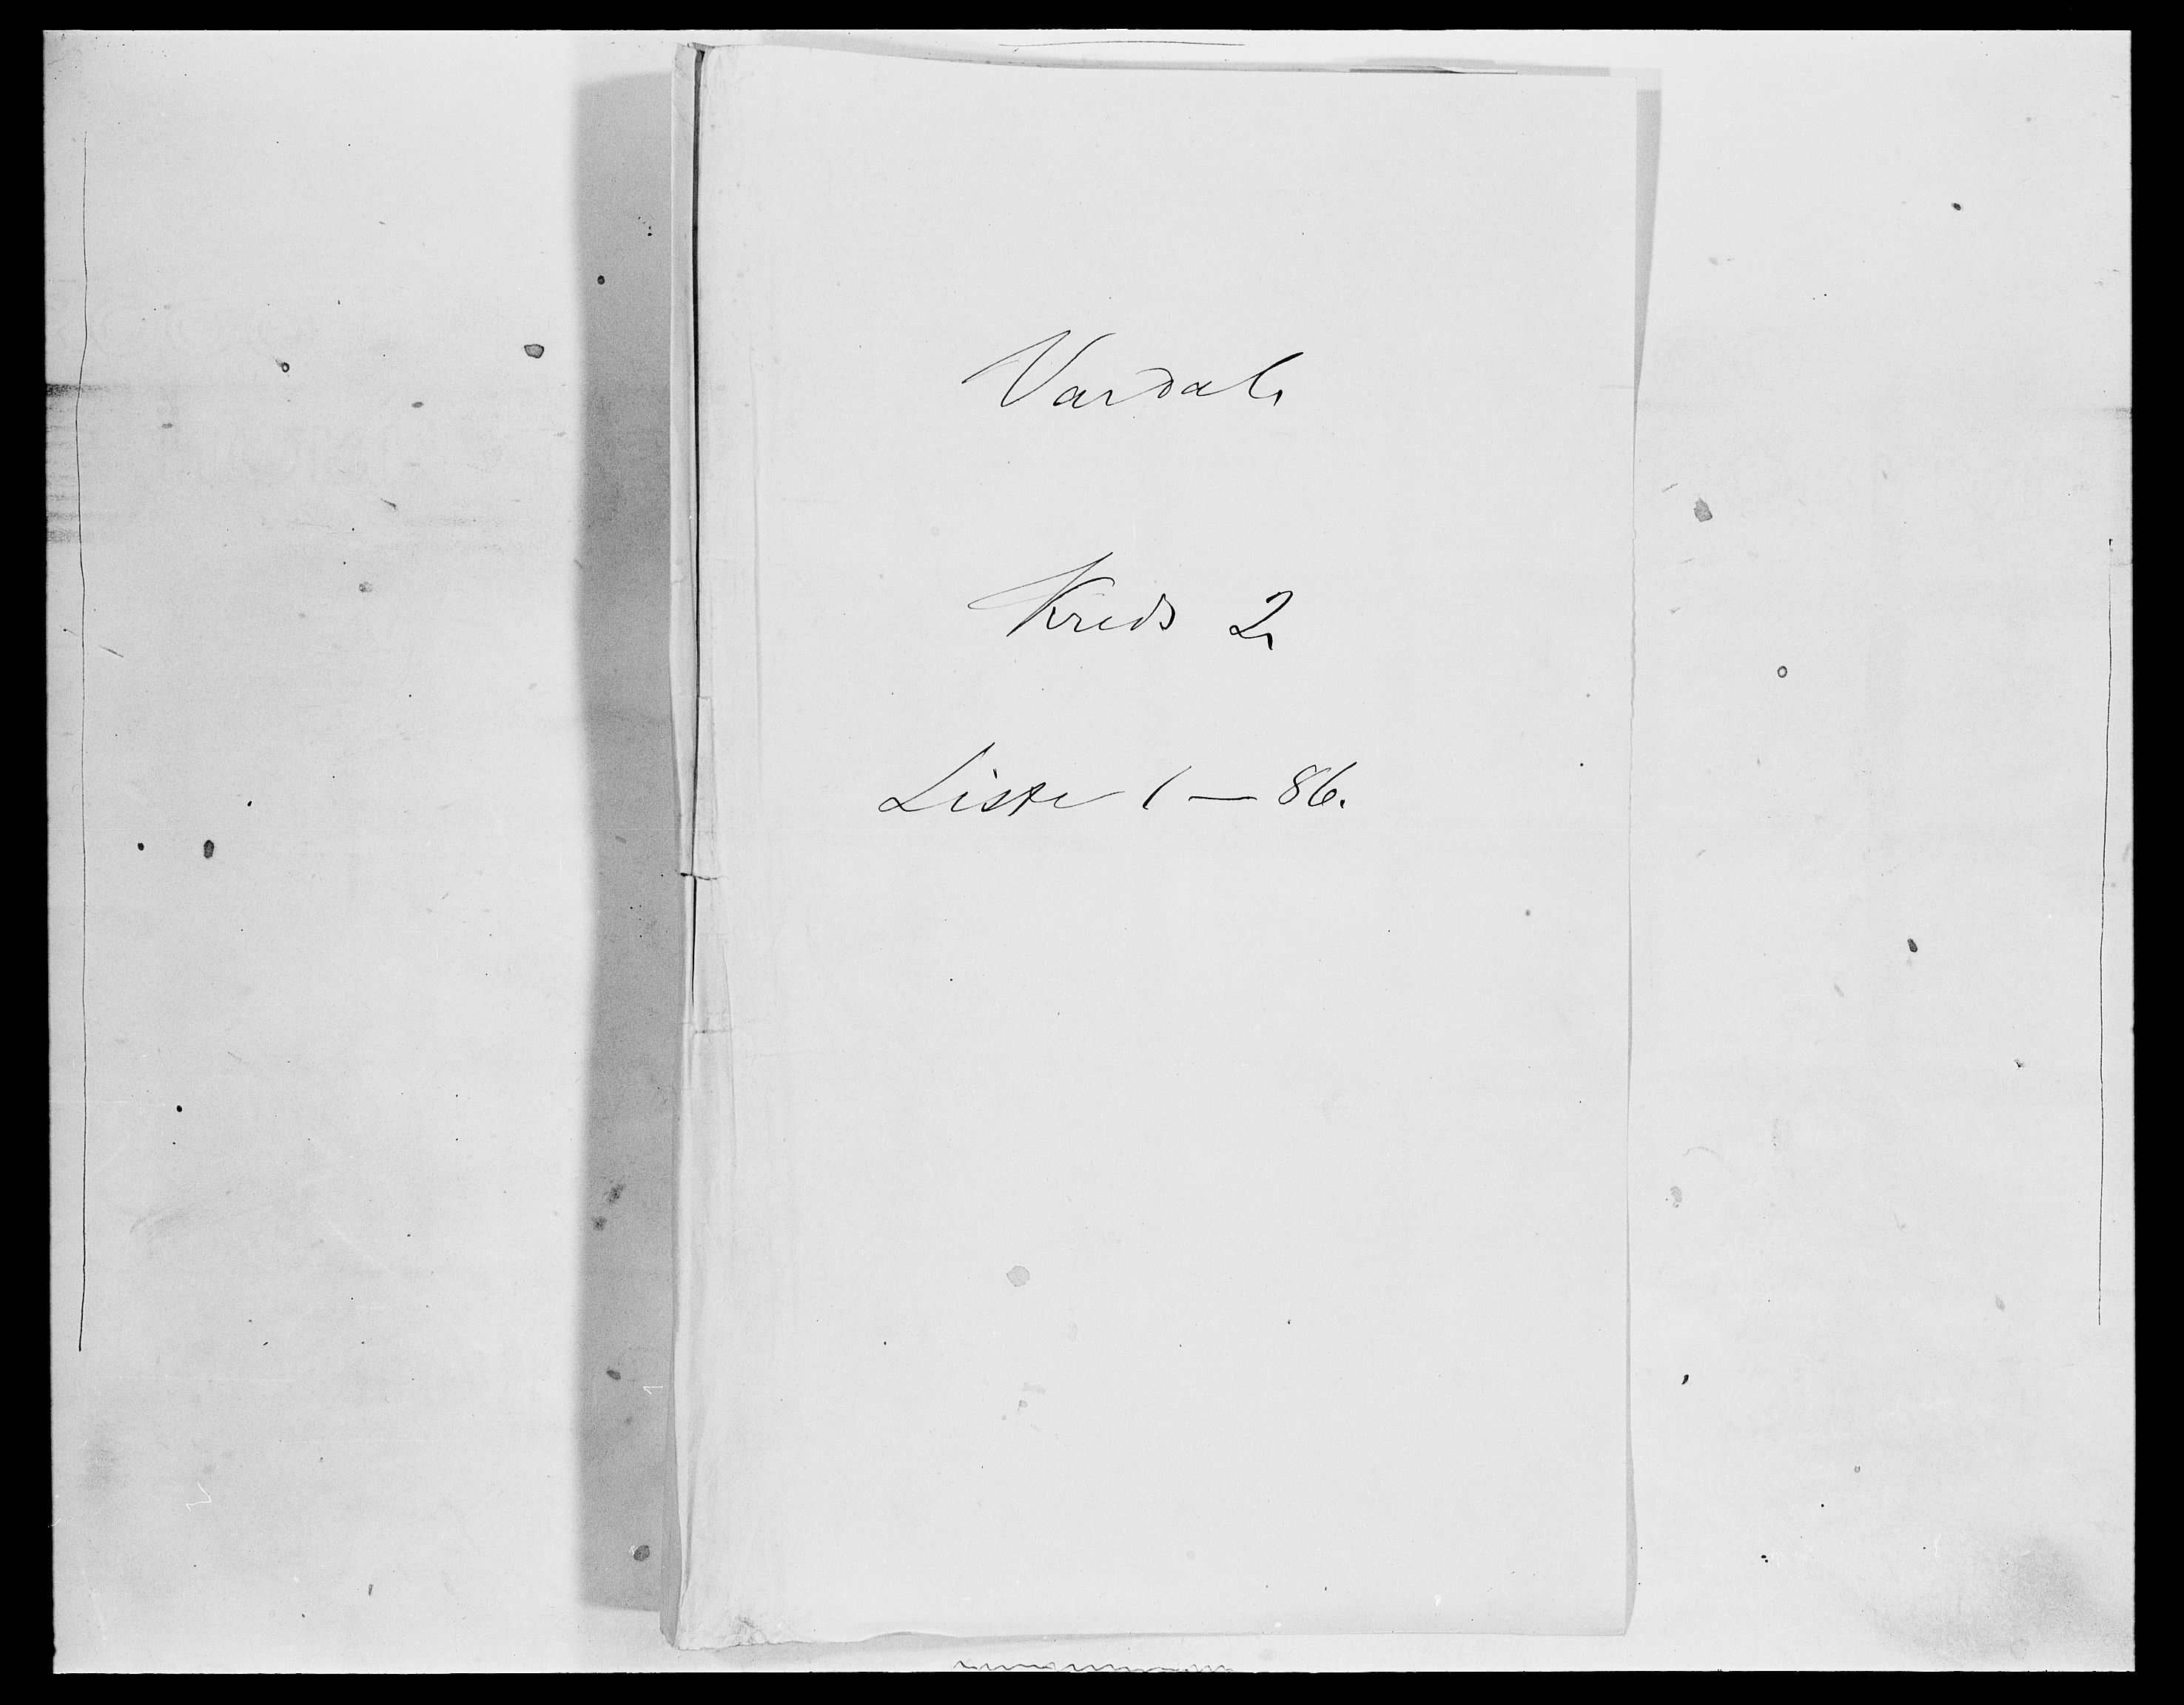 Vardal.
Kreds 2.
Liste 1 — 86.